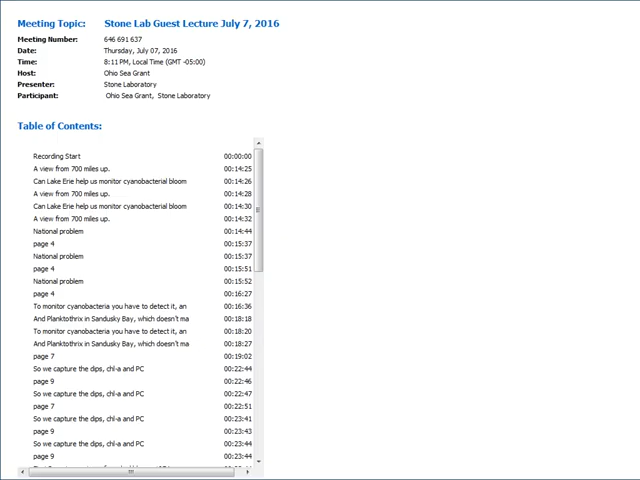 Meeting Topic: Stone Lab Guest Lecture July 7, 2016
Meeting Number: 646 691 637
Date: Thursday, July 07, 2016
Time: 8:11 PM, Local Time (GMT -05:00)
Host: Ohio Sea Grant
Presenter: Stone Laboratory
Participant: Ohio Sea Grant, Stone Laboratory
Table of Contents:
Recording Start 00:00:00
A view from 700 miles up. 00:14:25
Can Lake Erie help us monitor cyanobacterial bloom 00:14:26
A view from 700 miles up. 00:14:28
Can Lake Erie help us monitor cyanobacterial bloom 00:14:30
A view from 700 miles up. 00:14:32
National problem 00:14:44
page 4 00:15:37
National problem 00:15:37
page 4 00:15:51
National problem 00:15:52
page 4 00:16:27
To monitor cyanobacteria you have to detect it, an 00:16:36
And Planktothrix in Sandusky Bay, which doesn't ma 00:18:18
To monitor cyanobacteria you have to detect it, an 00:18:20
And Planktothrix in Sandusky Bay, which doesn't ma 00:18:27
page 7 00:19:02
So we capture the dips, chl-a and PC 00:22:44
page 9 00:22:46
So we capture the dips, chl-a and PC 00:22:47
page 7 00:22:51
So we capture the dips, chl-a and PC 00:23:41
page 9 00:23:43
So we capture the dips, chl-a and PC 00:23:44
page 9 00:23:44